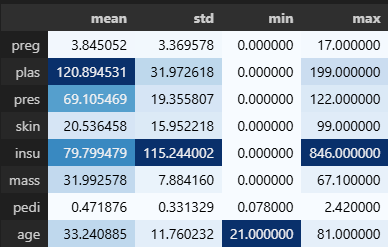 mean std min max
preg 3.845052 3.369578 0.000000 17.000000
plas 120.894531 31.972618 0.000000 199.000000
pres 69.105469 19.355807 0.000000 122.000000
skin 20.536458 15.952218 0.000000 99.000000
insu 79.799479 115.244002 0.000000 846.000000
mass 31.992578 7.884160 0.000000 67.100000
pedi 0.471876 0.331329 0.078000 2.420000
age 33.240885 11.760232 21.000000 81.000000